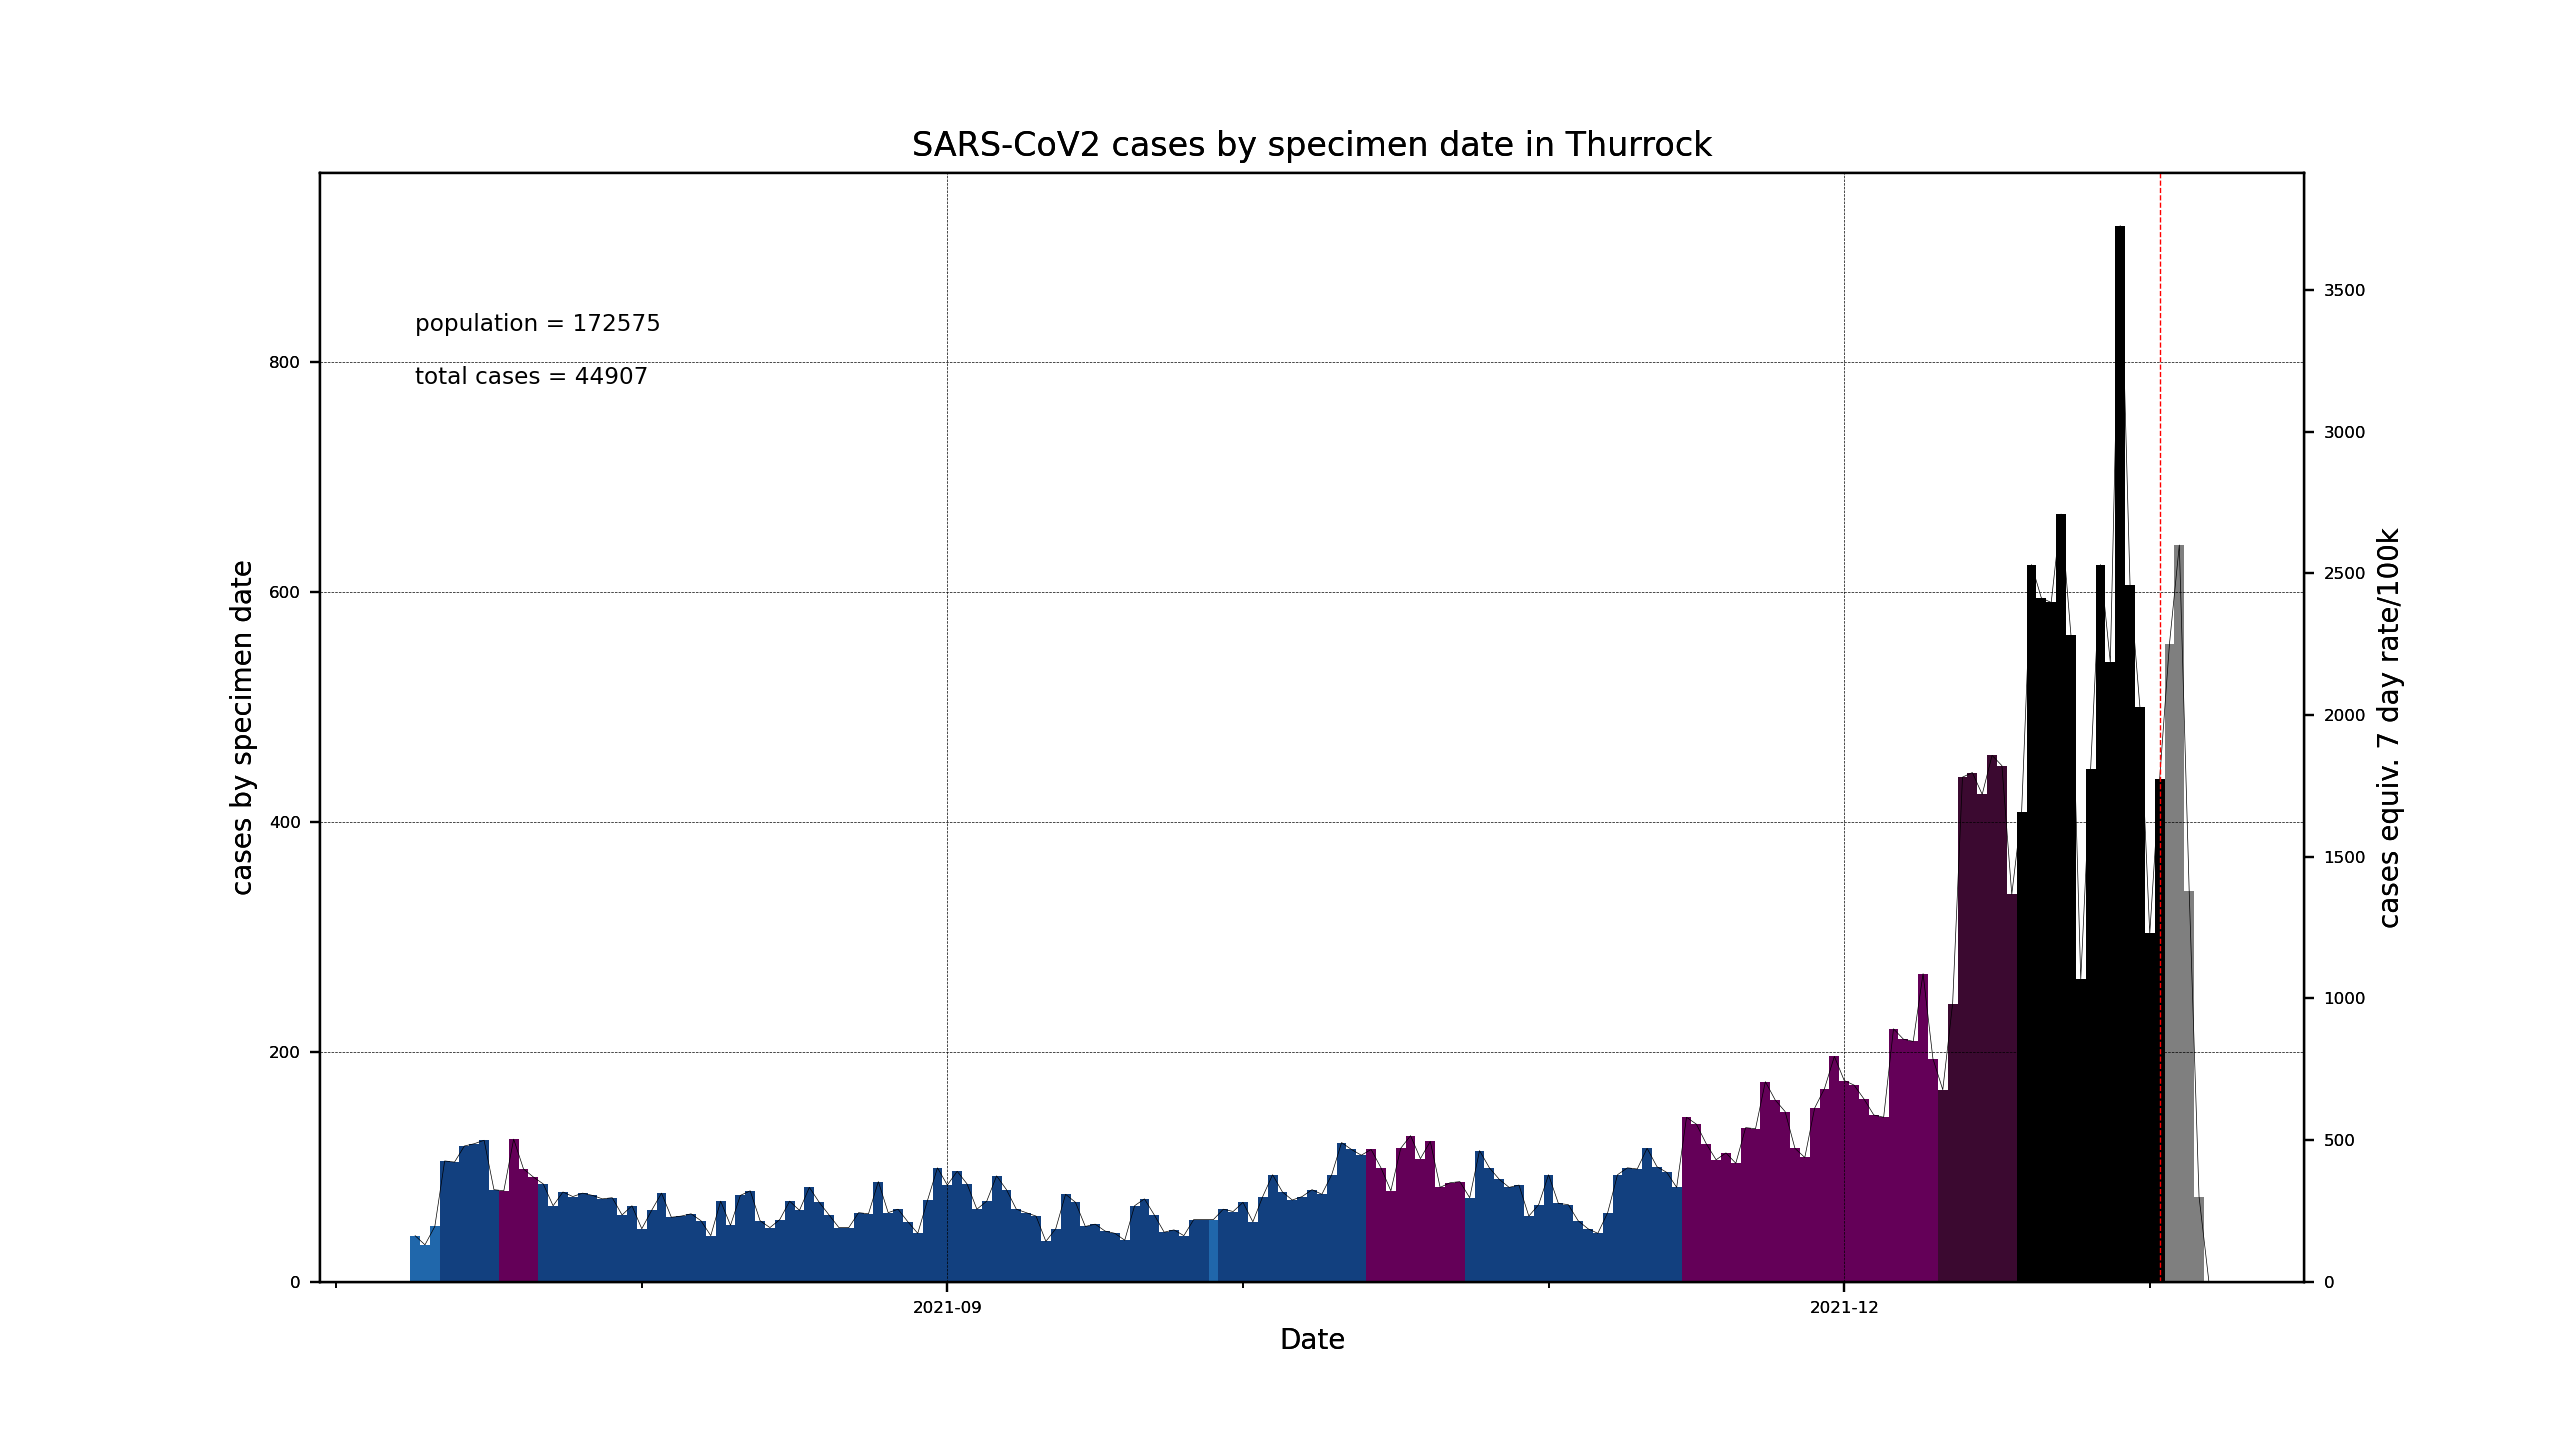 SARS-CoV2 cases by specimen date in Thurrock
population = 172575
total cases = 44907
cases by specimen date
800
600
400
200
0
3500
3000
2500
2000
1500
1000
500
0
cases equiv. 7 day rate/100k
2021-09
2021-12
Date